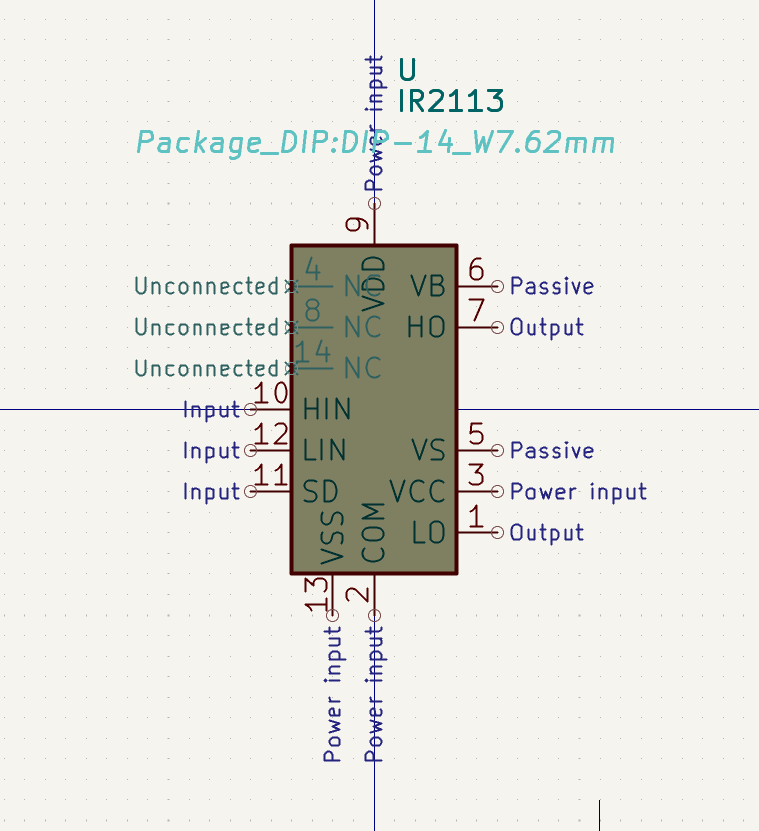 U
IR2113
Package_DIP:DIP-14_W7.62mm
Power input
9
VDD
Unconnected 4 NC
Unconnected 8 NC
Unconnected 14 NC
Input 10 HIN
Input 12 LIN
Input 11 SD
VB 6 Passive
HO 7 Output
VS 5 Passive
VCC 3 Power input
LO 1 Output
VSS 13 Power input
COM 2 Power input